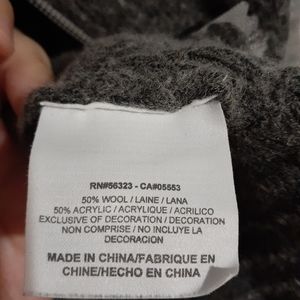 RN#56323 - CA#05553
50% WOOL / LAINE / LANA
50% ACRYLIC / ACRYLIQUE / ACRILICO
EXCLUSIVE OF DECORATION / DECORATION
NON COMPRISE / NO INCLUYE LA
DECORACION
MADE IN CHINA/FABRIQUE EN
CHINE/HECHO EN CHINA